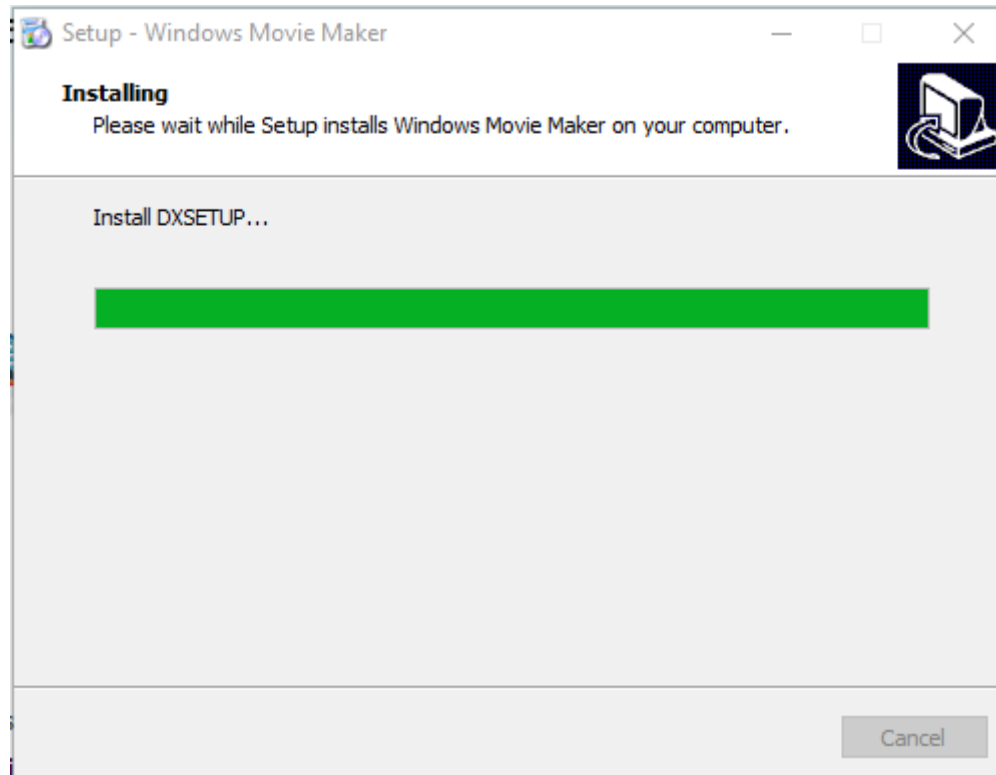 Setup - Windows Movie Maker
Installing
Please wait while Setup installs Windows Movie Maker on your computer.
Install DXSETUP...
Cancel